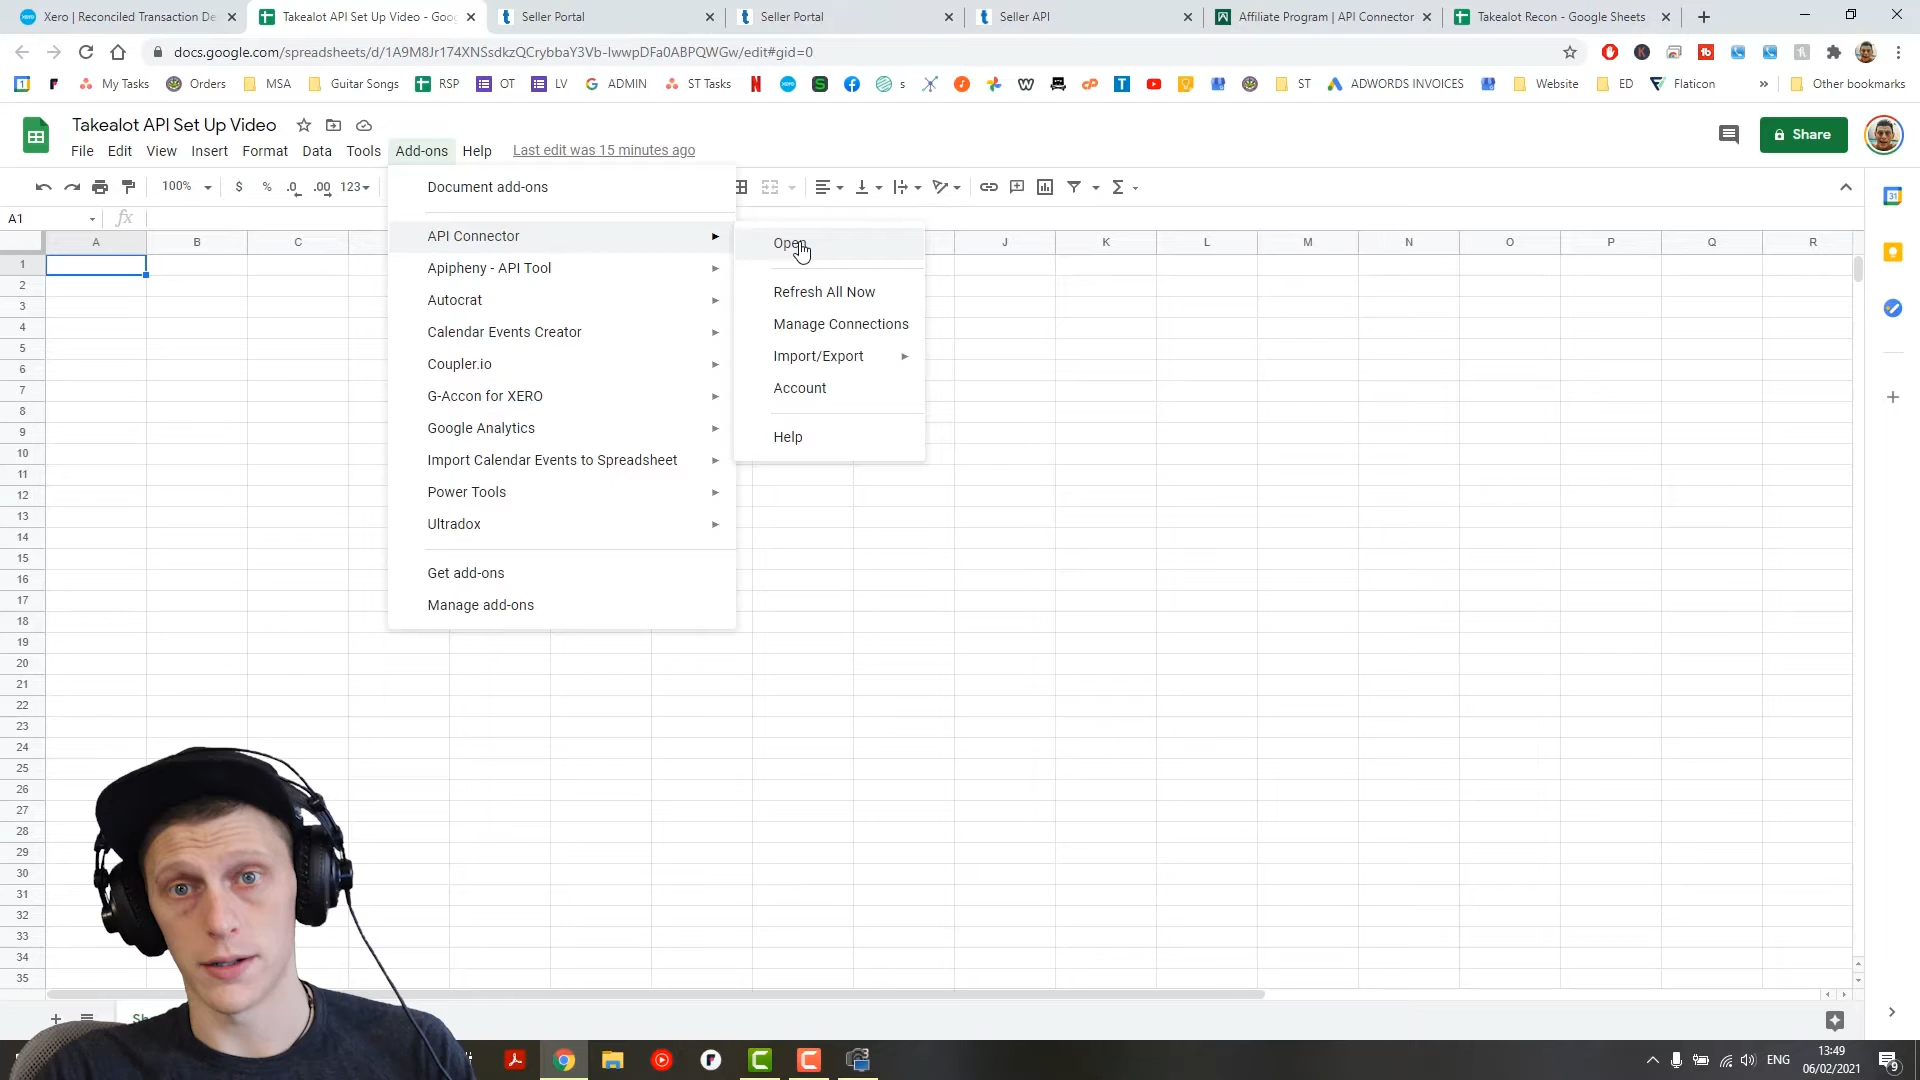 Xero | Reconciled Transaction De
Takealot API Set Up Video - Goo
Seller Portal
Seller Portal
Seller API
Affiliate Program | API Connector
Takealot Recon - Google Sheets
docs.google.com/spreadsheets/d/1A9M8Jr174XNSsdkzQCrybbaY3Vb-IwwpDFa0ABPQWGw/edit#gid=0
My Tasks
Orders
MSA
Guitar Songs
RSP
OT
LV
ADMIN
ST Tasks
s
ST
ADWORDS INVOICES
Website
ED
Flaticon
Other bookmarks
Takealot API Set Up Video
File Edit View Insert Format Data Tools Add-ons Help Last edit was 15 minutes ago
Share
100% $ % .0 .00 123
A1 fx
A B C J K L M N O P Q R
1
2
3
4
5
6
7
8
9
10
11
12
13
14
15
16
17
18
19
20
21
22
23
24
25
26
27
28
29
30
31
32
33
34
35
Document add-ons
API Connector
Apipheny - API Tool
Autocrat
Calendar Events Creator
Coupler.io
G-Accon for XERO
Google Analytics
Import Calendar Events to Spreadsheet
Power Tools
Ultradox
Get add-ons
Manage add-ons
Open
Refresh All Now
Manage Connections
Import/Export
Account
Help
ENG
13:49
06/02/2021
9